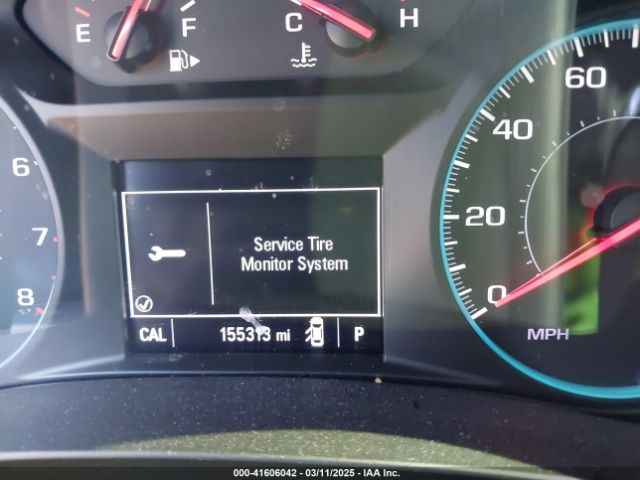 E F
C H
60
40
20
0
MPH
6
7
8
Service Tire
Monitor System
CAL 155313 mi P
000-41606042 - 03/11/2025 - IAA Inc.